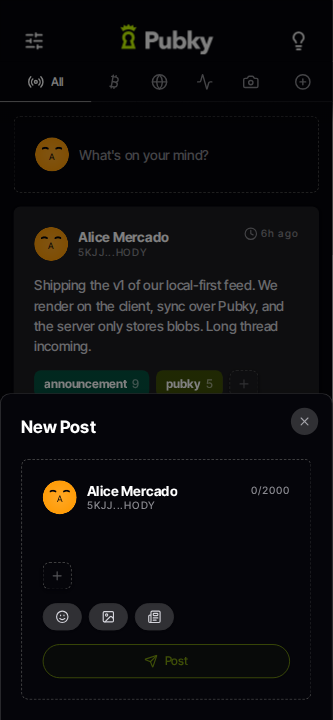 Pubky
All
What's on your mind?
Alice Mercado
6h ago
5KJJ...HODY
Shipping the v1 of our local-first feed. We
render on the client, sync over Pubky, and
the server only stores blobs. Long thread
incoming.
announcement 9
pubky 5
+
New Post
Alice Mercado
0/2000
5KJJ...HODY
+
Post